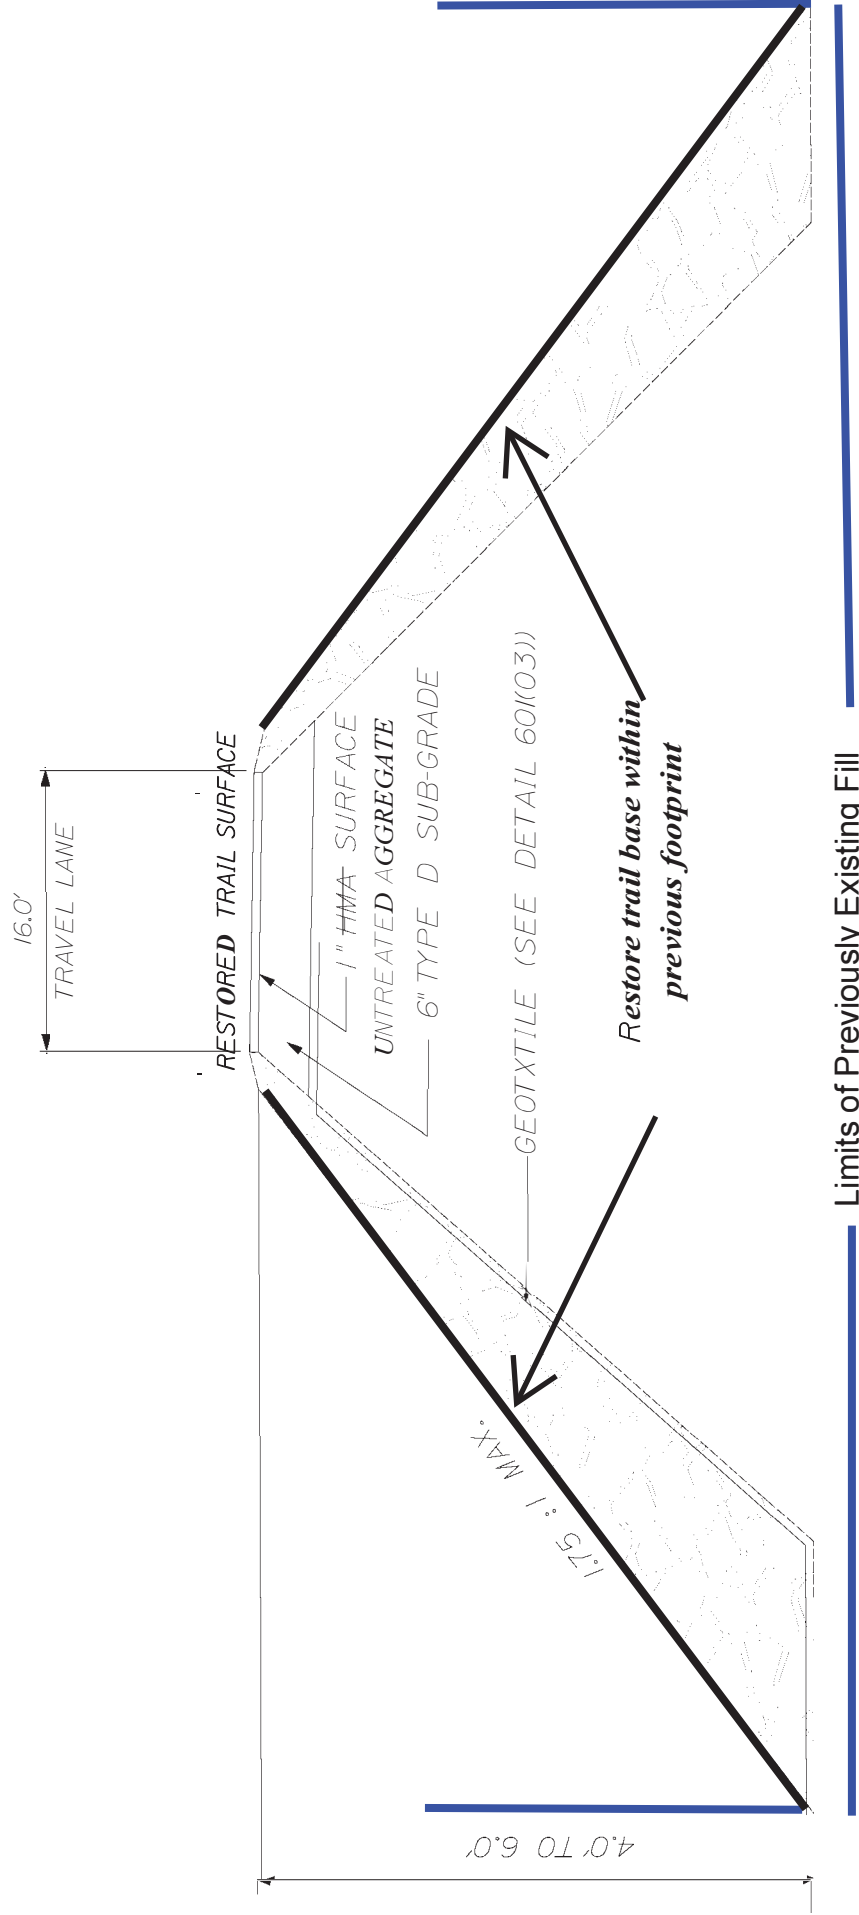 16.0'
TRAVEL LANE
RESTORED TRAIL SURFACE
1" HMA SURFACE
UNTREATED AGGREGATE
6" TYPE D SUB-GRADE
GEOTXTILE (SEE DETAIL 601(03))
Restore trail base within
previous footprint
1.75 : 1 MAX.
4.0' TO 6.0'
Limits of Previously Existing Fill